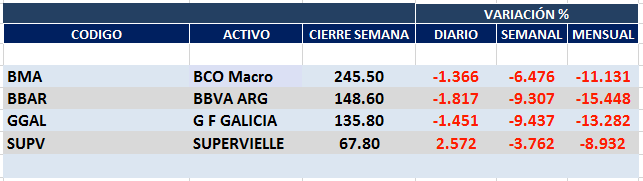 VARIACIÓN %
CODIGO ACTIVO CIERRE SEMANA DIARIO SEMANAL MENSUAL
BMA BCO Macro 245.50 -1.366 -6.476 -11.131
BBAR BBVA ARG 148.60 -1.817 -9.307 -15.448
GGAL G F GALICIA 135.80 -1.451 -9.437 -13.282
SUPV SUPERVIELLE 67.80 2.572 -3.762 -8.932